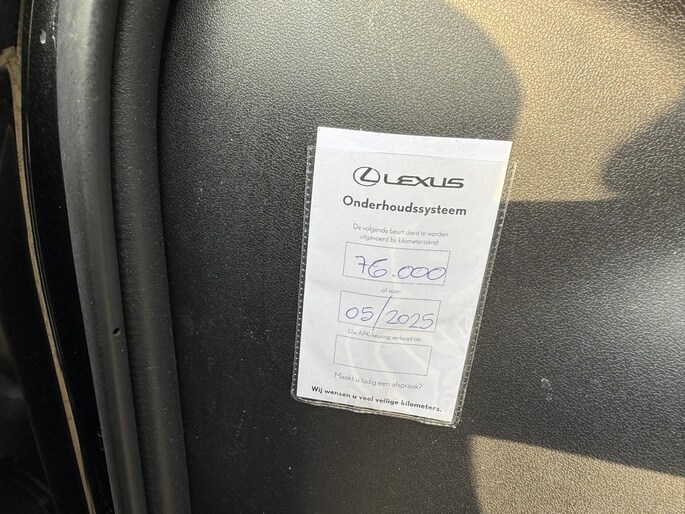 LEXUS
Onderhoudssysteem
De volgende beurt dient te worden
uitgevoerd bij kilometerstand:
76.000
of voor:
05/2025
Uw APK-keuring verloopt op:
Maakt u tijdig een afspraak?
Wij wensen u veel veilige kilometers.